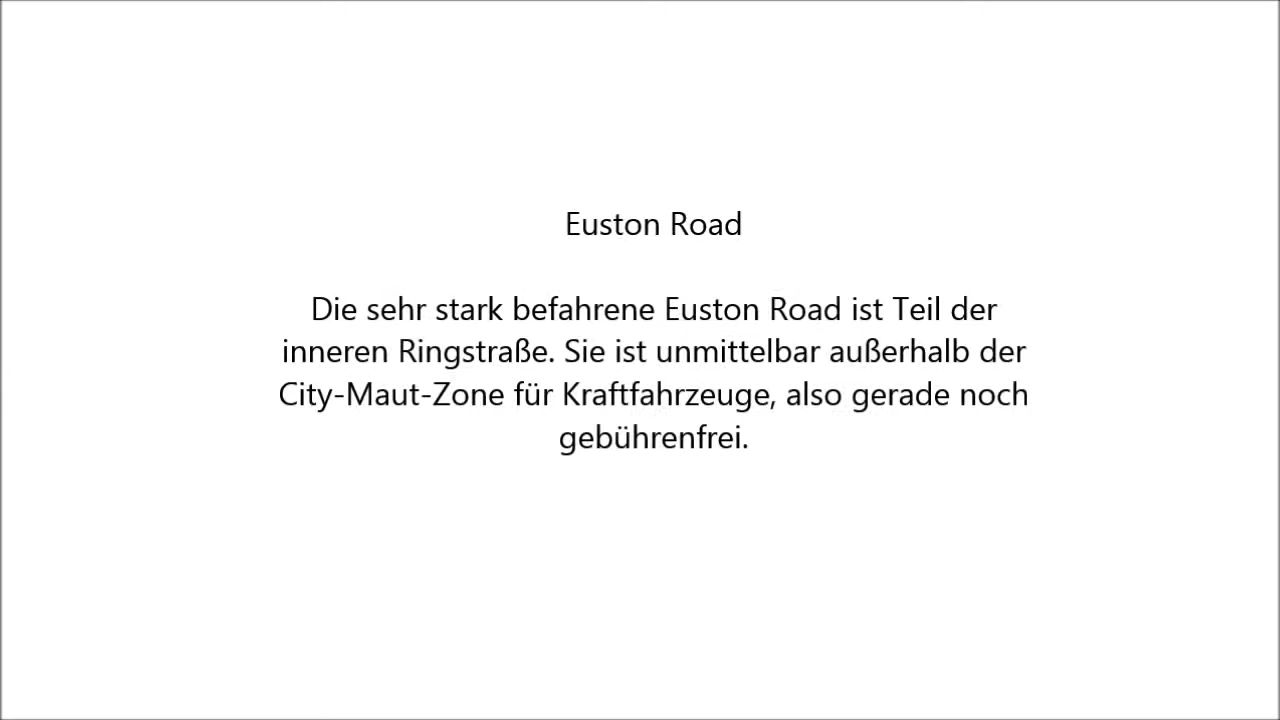 Euston Road
Die sehr stark befahrene Euston Road ist Teil der
inneren Ringstraße. Sie ist unmittelbar außerhalb der
City-Maut-Zone für Kraftfahrzeuge, also gerade noch
gebührenfrei.